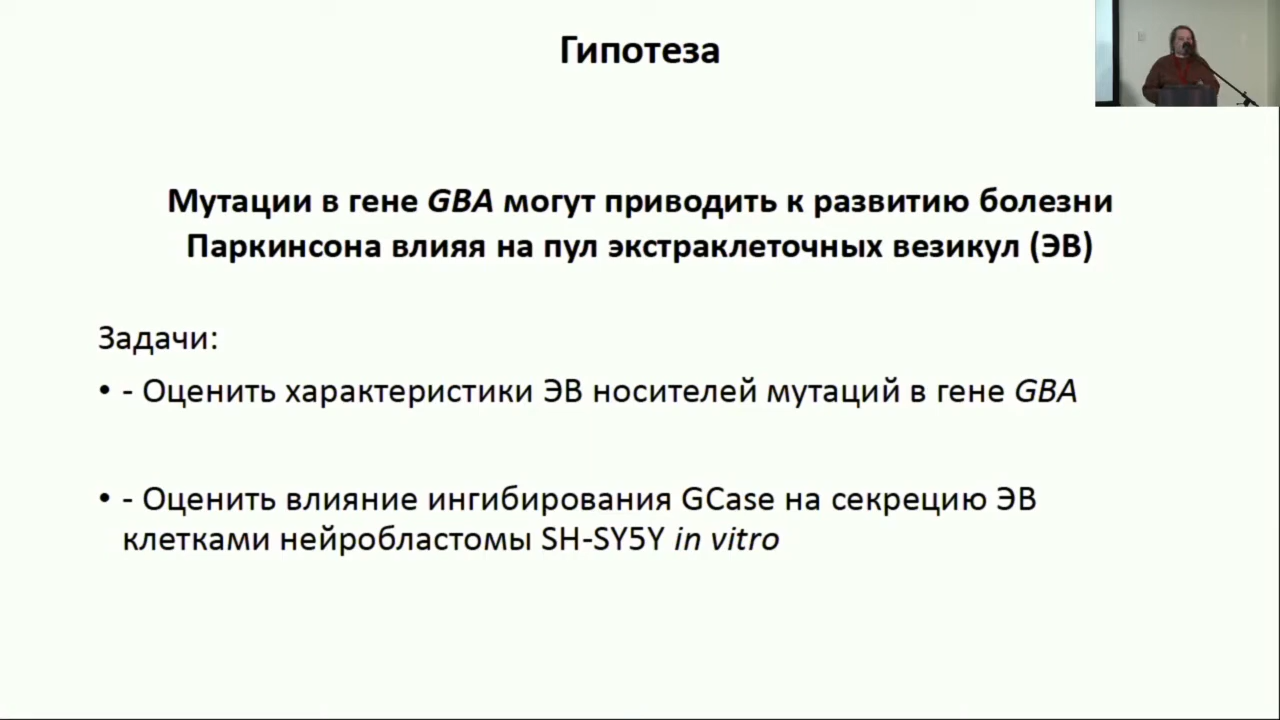 Гипотеза
Мутации в гене GBA могут приводить к развитию болезни
Паркинсона влияя на пул экстраклеточных везикул (ЭВ)
Задачи:
• - Оценить характеристики ЭВ носителей мутаций в гене GBA
• - Оценить влияние ингибирования GCase на секрецию ЭВ
клетками нейробластомы SH-SY5Y in vitro